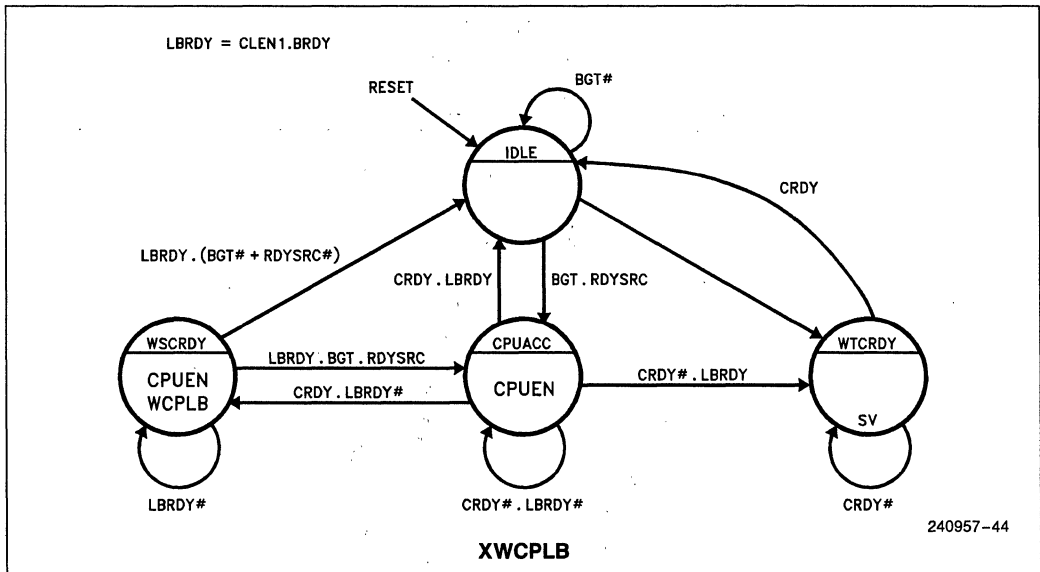 LBRDY = CLEN1.BRDY
BGT#
RESET
IDLE
CRDY
LBRDY.(BGT# + RDYSRC#)
CRDY.LBRDY
BGT.RDYSRC
WSCRDY
CPUEN
WCPLB
LBRDY.BGT.RDYSRC
CRDY.LBRDY#
CPUACC
CPUEN
CRDY#.LBRDY
WTCRDY
SV
LBRDY#
CRDY#.LBRDY#
CRDY#
240957-44
XWCPLB